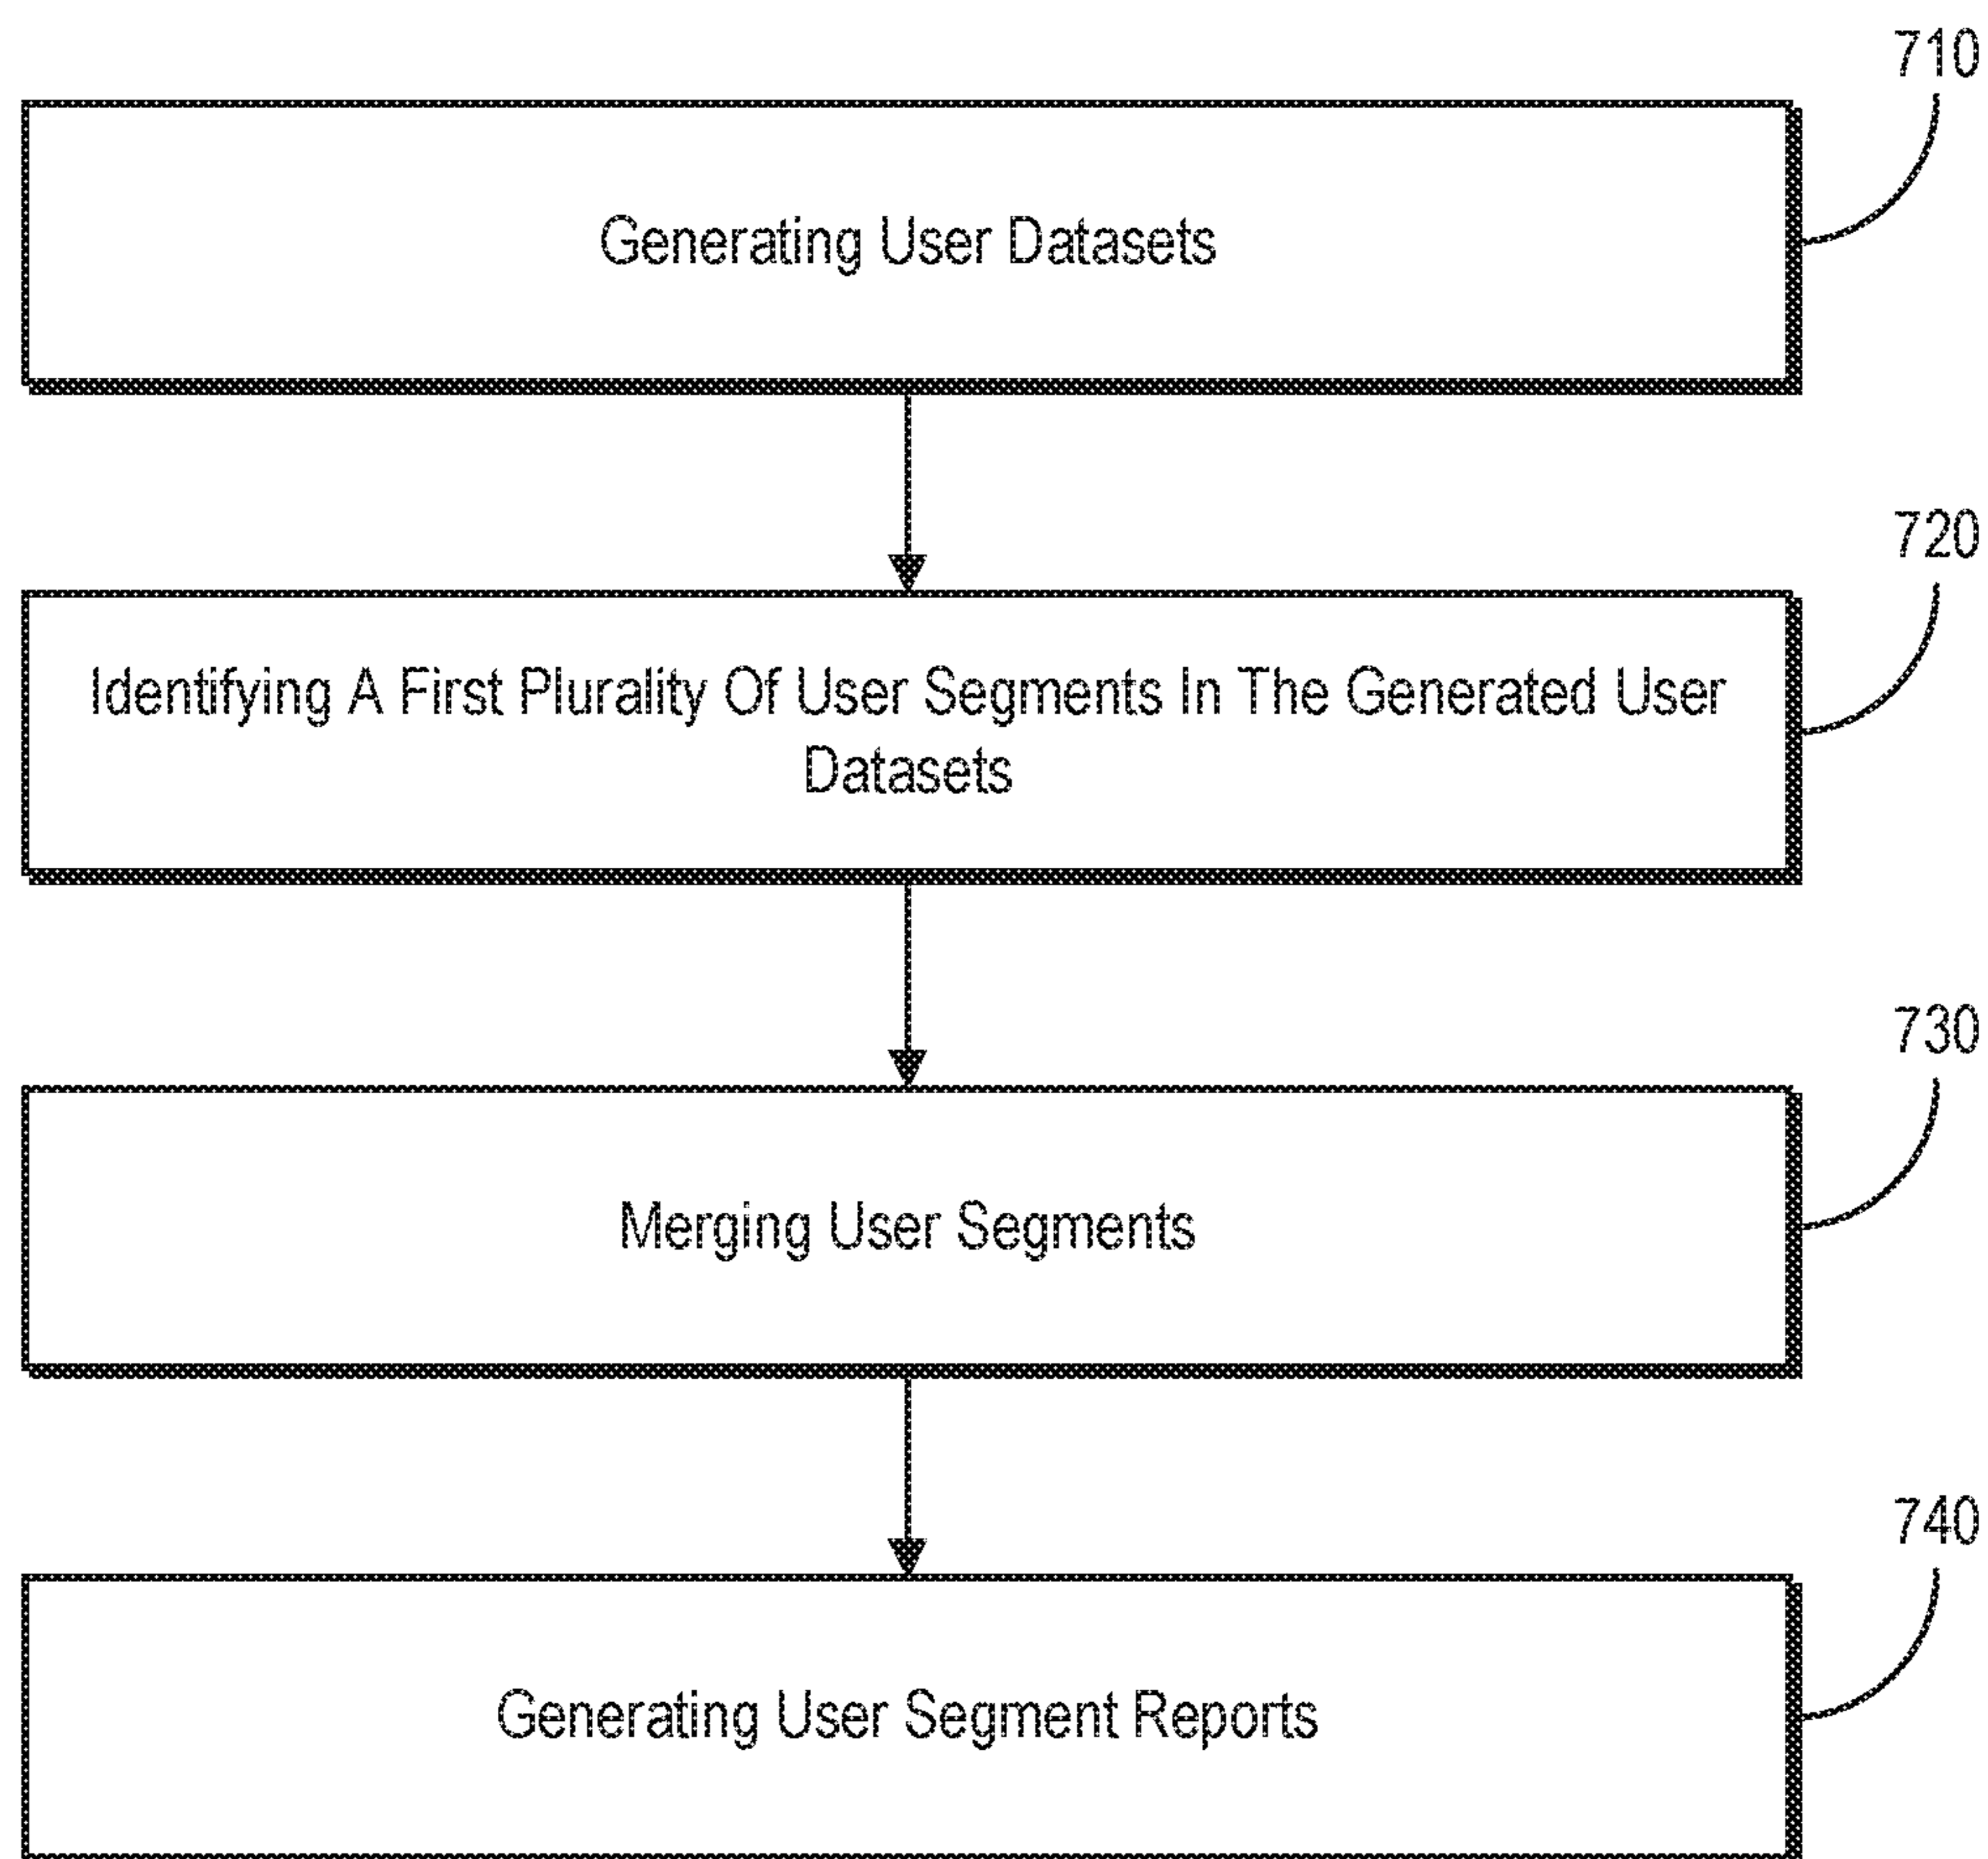 710
Generating User Datasets
720
Identifying A First Plurality Of User Segments In The Generated User
Datasets
730
Merging User Segments
740
Generating User Segment Reports